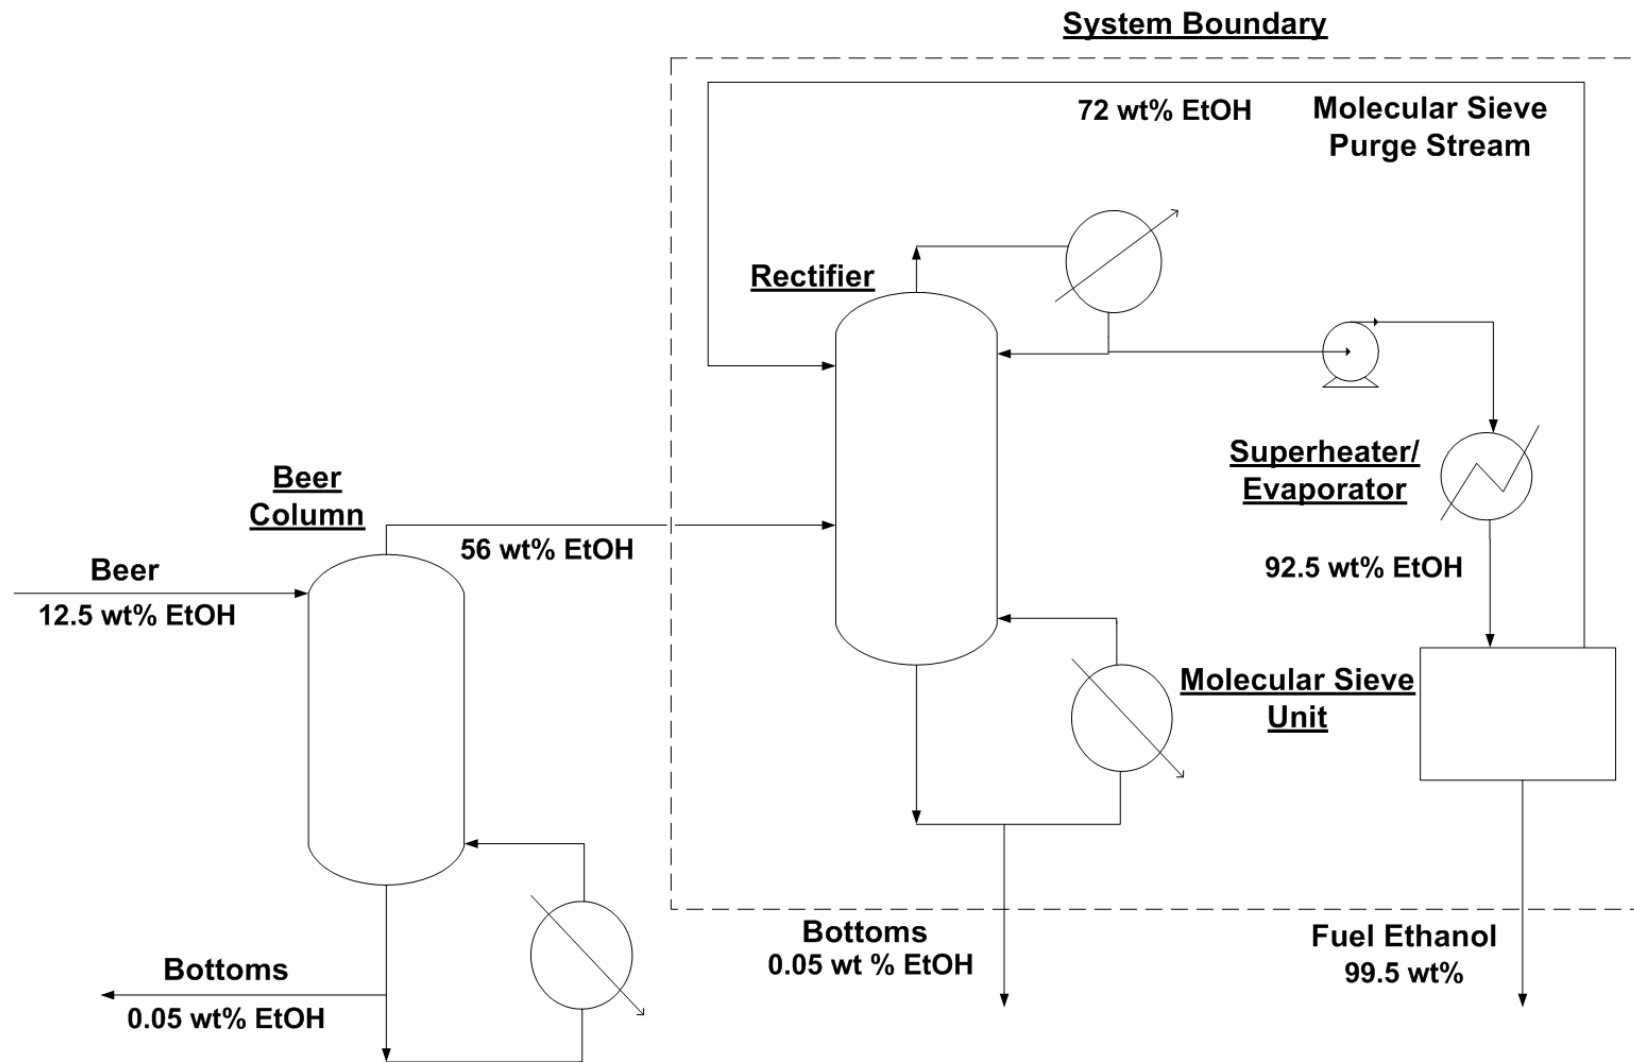 System Boundary
72 wt% EtOH
Molecular Sieve
Purge Stream
Rectifier
Superheater/
Evaporator
Beer
Column
56 wt% EtOH
92.5 wt% EtOH
Beer
12.5 wt% EtOH
Molecular Sieve
Unit
Bottoms
0.05 wt % EtOH
Fuel Ethanol
99.5 wt%
Bottoms
0.05 wt% EtOH